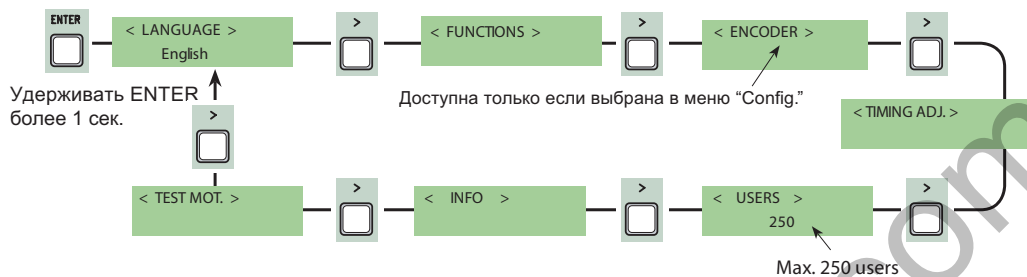 ENTER
< LANGUAGE >
English
>
< FUNCTIONS >
>
< ENCODER >
>
Удерживать ENTER
более 1 сек.
Доступна только если выбрана в меню “Config.”
< TIMING ADJ. >
>
< TEST MOT. >
>
< INFO >
>
< USERS >
250
>
Max. 250 users
com